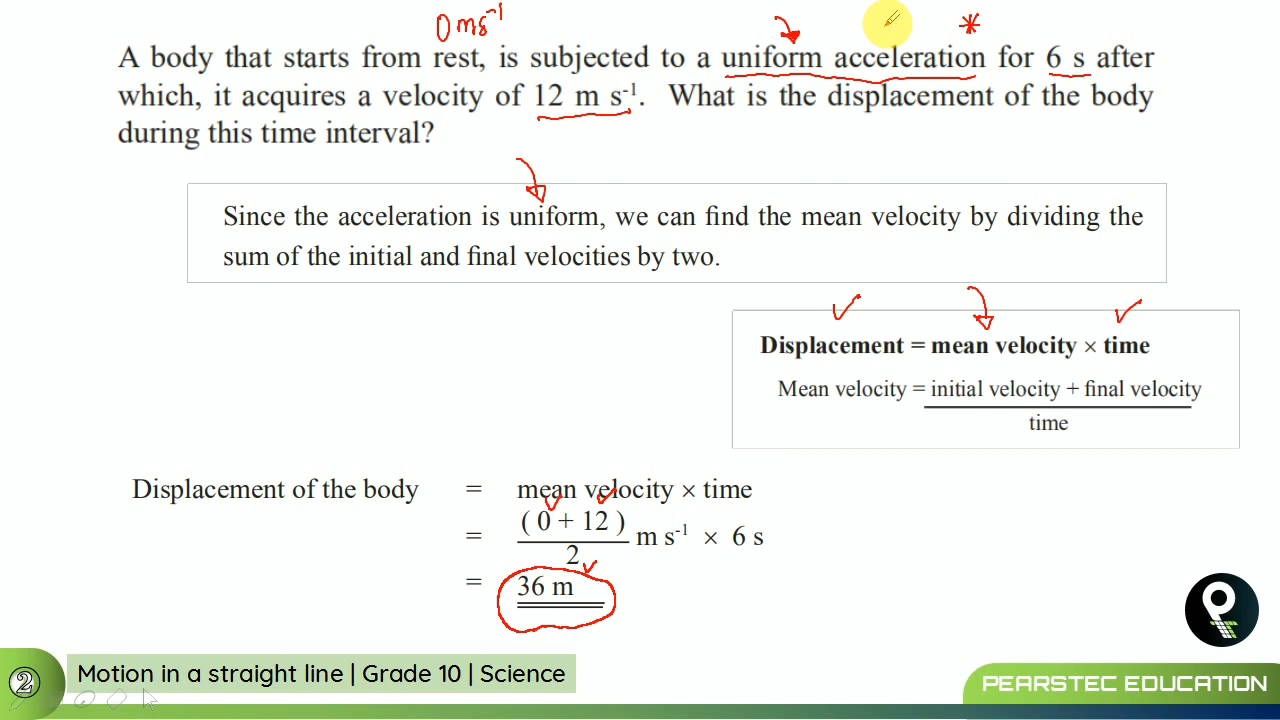 0 ms⁻¹
*
A body that starts from rest, is subjected to a uniform acceleration for 6 s after
which, it acquires a velocity of 12 m s⁻¹. What is the displacement of the body
during this time interval?
Since the acceleration is uniform, we can find the mean velocity by dividing the
sum of the initial and final velocities by two.
Displacement = mean velocity × time
Mean velocity = initial velocity + final velocity
time
Displacement of the body = mean velocity × time
= ( 0 + 12 ) m s⁻¹ × 6 s
2
= 36 m
2 Motion in a straight line | Grade 10 | Science
PEARSTEC EDUCATION